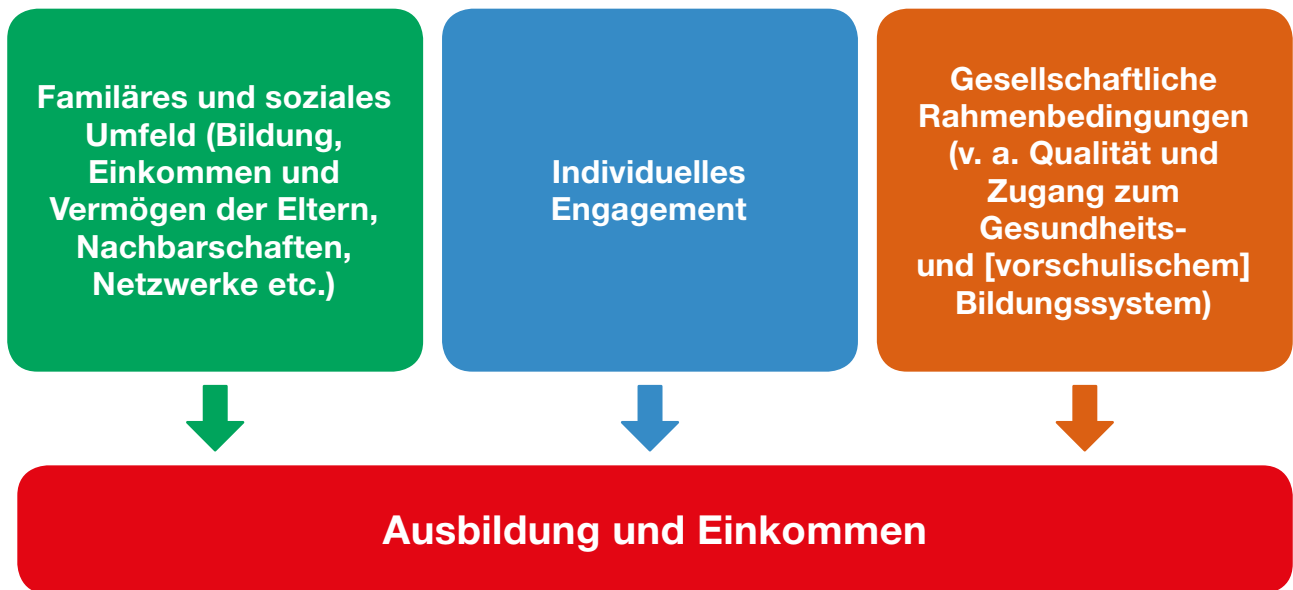 Familäres und soziales
Umfeld (Bildung,
Einkommen und
Vermögen der Eltern,
Nachbarschaften,
Netzwerke etc.)
Individuelles
Engagement
Gesellschaftliche
Rahmenbedingungen
(v. a. Qualität und
Zugang zum
Gesundheits-
und [vorschulischem]
Bildungssystem)
Ausbildung und Einkommen